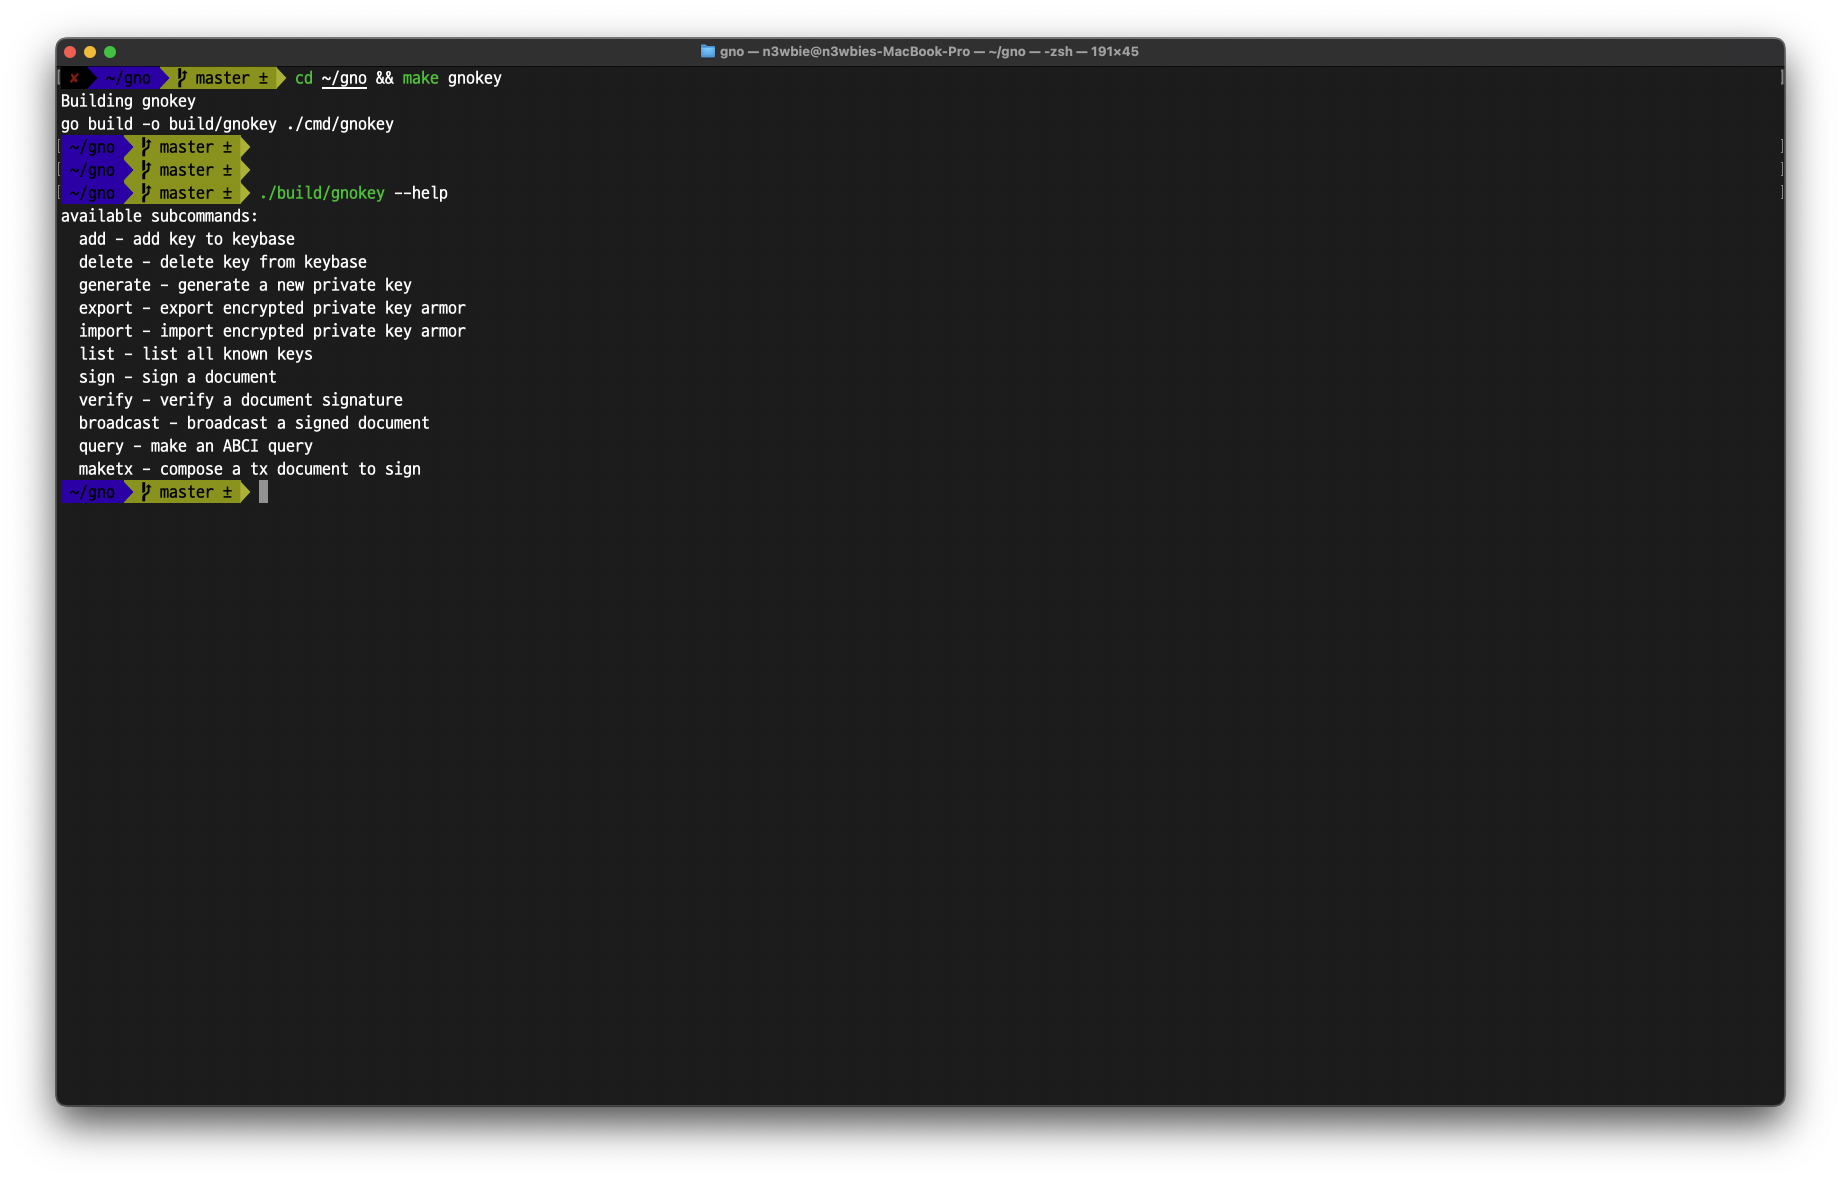 gno — n3wbie@n3wbies-MacBook-Pro — ~/gno — -zsh — 191×45
✘ ~/gno master ± cd ~/gno && make gnokey
Building gnokey
go build -o build/gnokey ./cmd/gnokey
~/gno master ±
~/gno master ±
~/gno master ± ./build/gnokey --help
available subcommands:
add - add key to keybase
delete - delete key from keybase
generate - generate a new private key
export - export encrypted private key armor
import - import encrypted private key armor
list - list all known keys
sign - sign a document
verify - verify a document signature
broadcast - broadcast a signed document
query - make an ABCI query
maketx - compose a tx document to sign
~/gno master ±